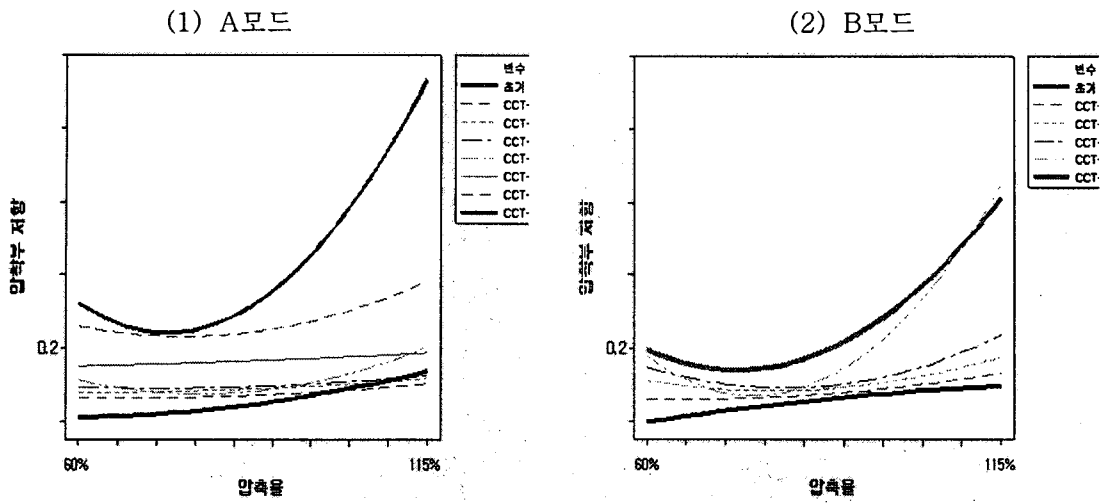 (1) A모드
(2) B모드
변수
초기
CCT-
CCT-
CCT-
CCT-
CCT-
CCT-
CCT-
변수
초기
CCT-
CCT-
CCT-
CCT-
CCT-
압착부 저항
0.2
60%
115%
압축율
압착부 저항
0.2
60%
115%
압축율